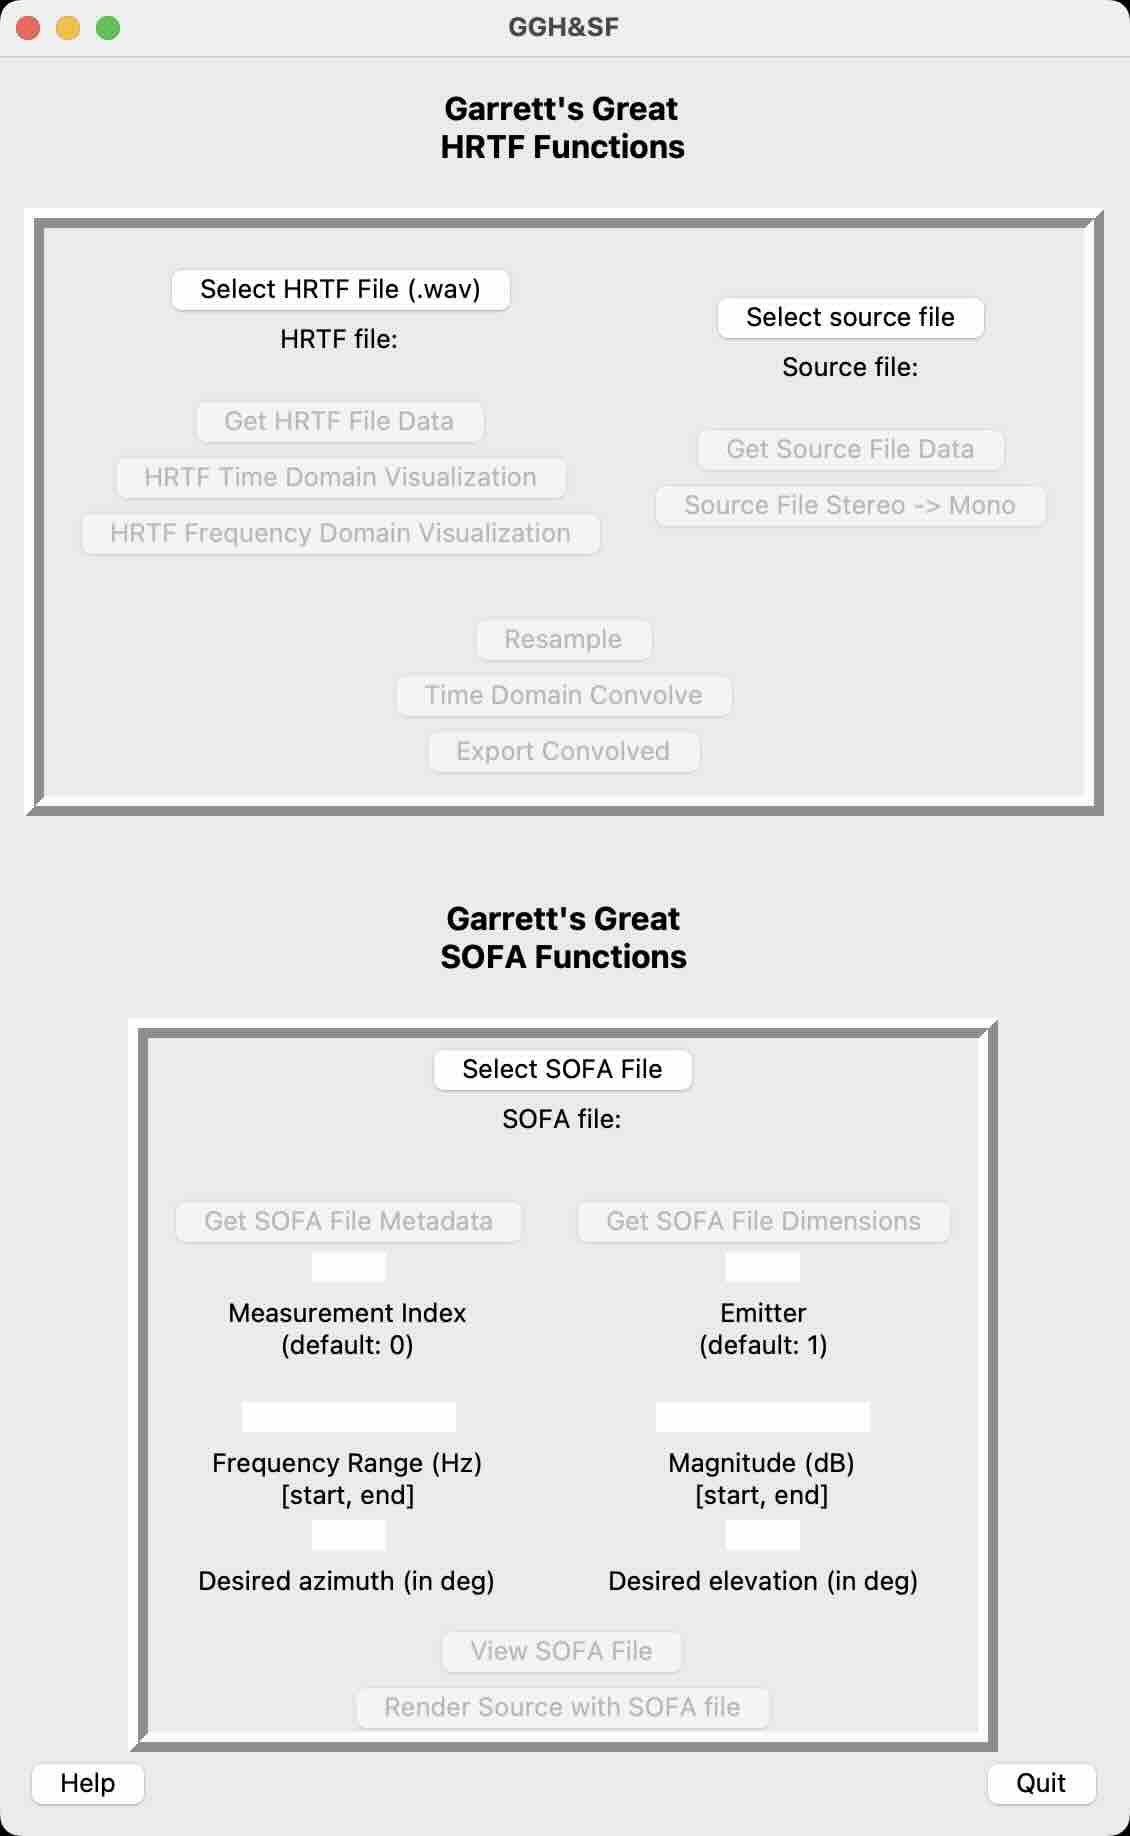 GGH&SF
Garrett's Great
HRTF Functions
Select HRTF File (.wav)
HRTF file:
Get HRTF File Data
HRTF Time Domain Visualization
HRTF Frequency Domain Visualization
Select source file
Source file:
Get Source File Data
Source File Stereo -> Mono
Resample
Time Domain Convolve
Export Convolved
Garrett's Great
SOFA Functions
Select SOFA File
SOFA file:
Get SOFA File Metadata
Get SOFA File Dimensions
Measurement Index
(default: 0)
Emitter
(default: 1)
Frequency Range (Hz)
[start, end]
Magnitude (dB)
[start, end]
Desired azimuth (in deg)
Desired elevation (in deg)
View SOFA File
Render Source with SOFA file
Help
Quit